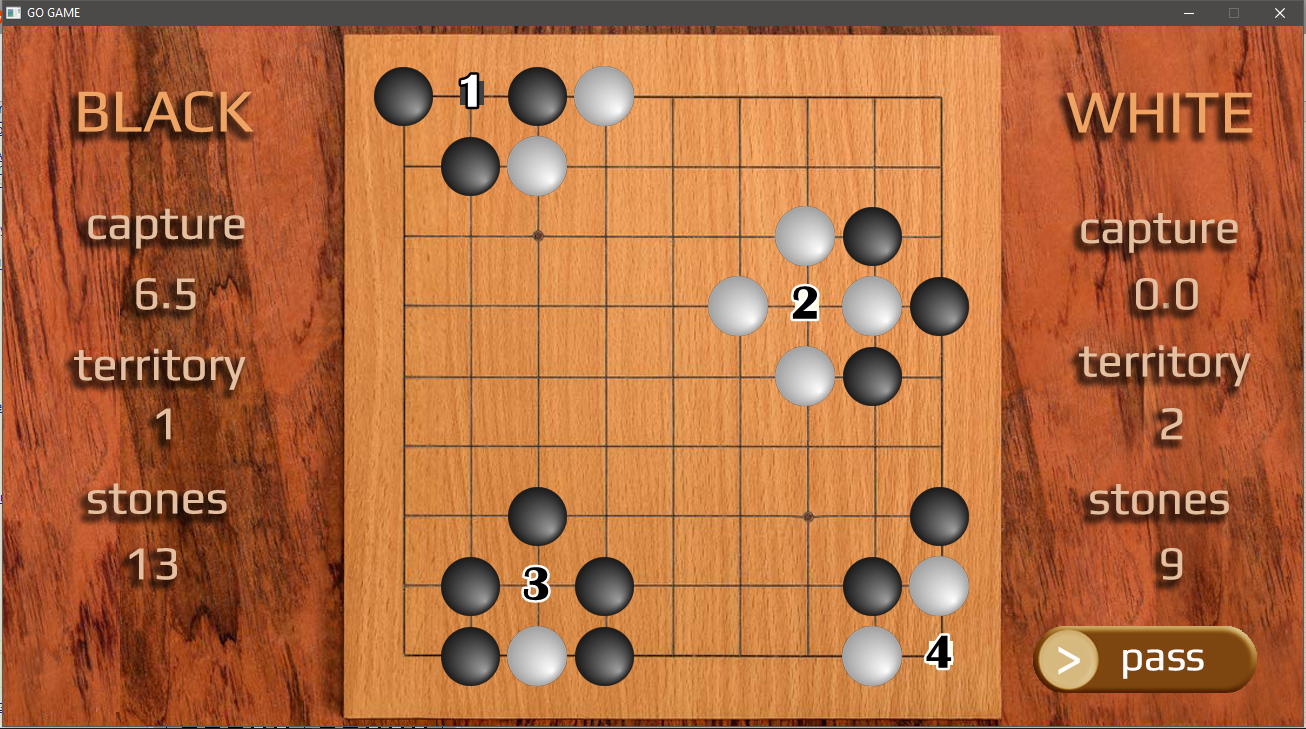 GO GAME
BLACK
capture
6.5
territory
1
stones
13
1
2
3
4
WHITE
capture
0.0
territory
2
stones
9
> pass